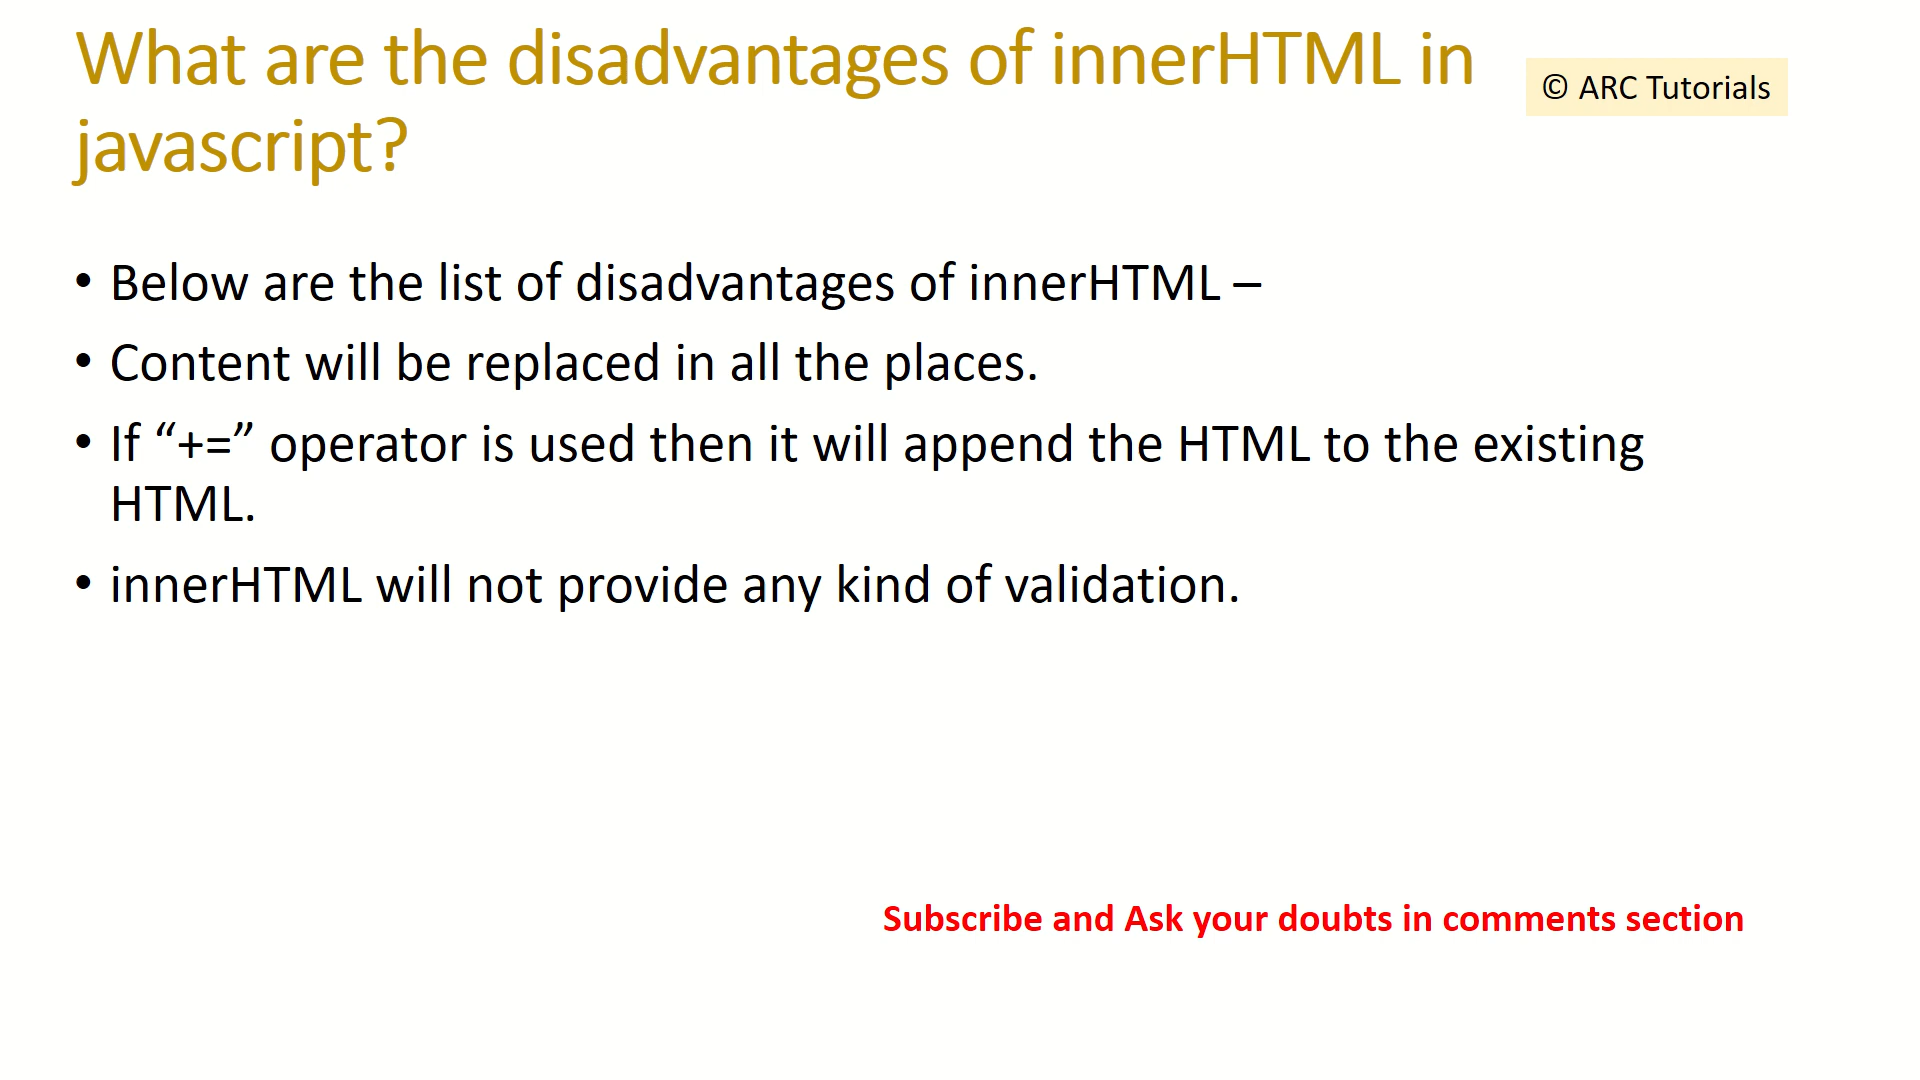 What are the disadvantages of innerHTML in
javascript?
© ARC Tutorials
• Below are the list of disadvantages of innerHTML –
• Content will be replaced in all the places.
• If “+=” operator is used then it will append the HTML to the existing
HTML.
• innerHTML will not provide any kind of validation.
Subscribe and Ask your doubts in comments section